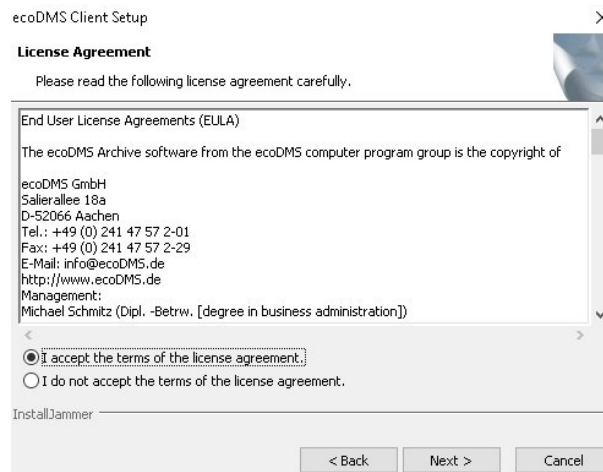 ecoDMS Client Setup
License Agreement
Please read the following license agreement carefully.
End User License Agreements (EULA)
The ecoDMS Archive software from the ecoDMS computer program group is the copyright of
ecoDMS GmbH
Salierallee 18a
D-52066 Aachen
Tel.: +49 (0) 241 47 57 2-01
Fax: +49 (0) 241 47 57 2-29
E-Mail: info@ecoDMS.de
http://www.ecoDMS.de
Management:
Michael Schmitz (Dipl. -Betrw. [degree in business administration])
I accept the terms of the license agreement.
I do not accept the terms of the license agreement.
InstallJammer
< Back Next > Cancel